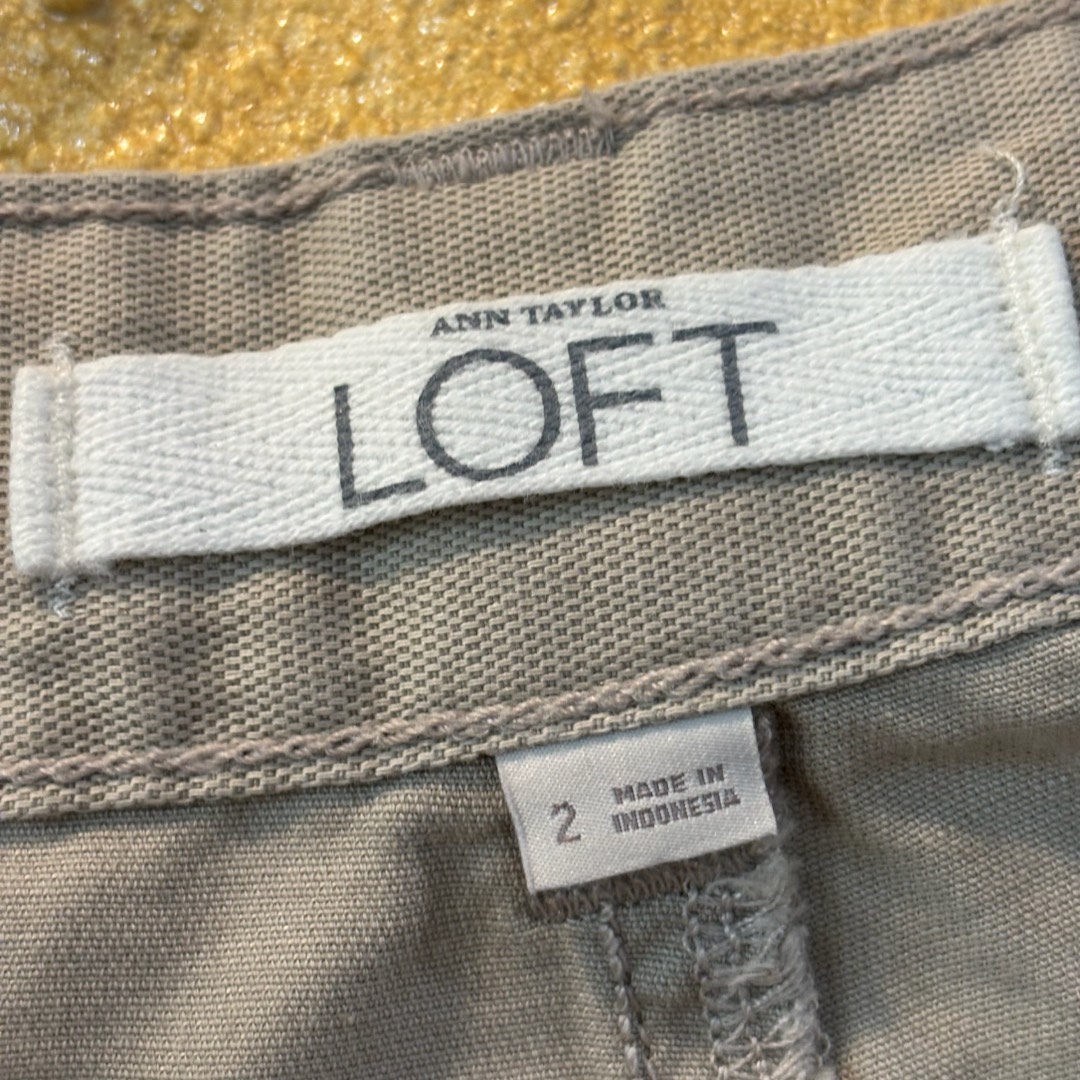 ANN TAYLOR
LOFT
2
MADE IN
INDONESIA